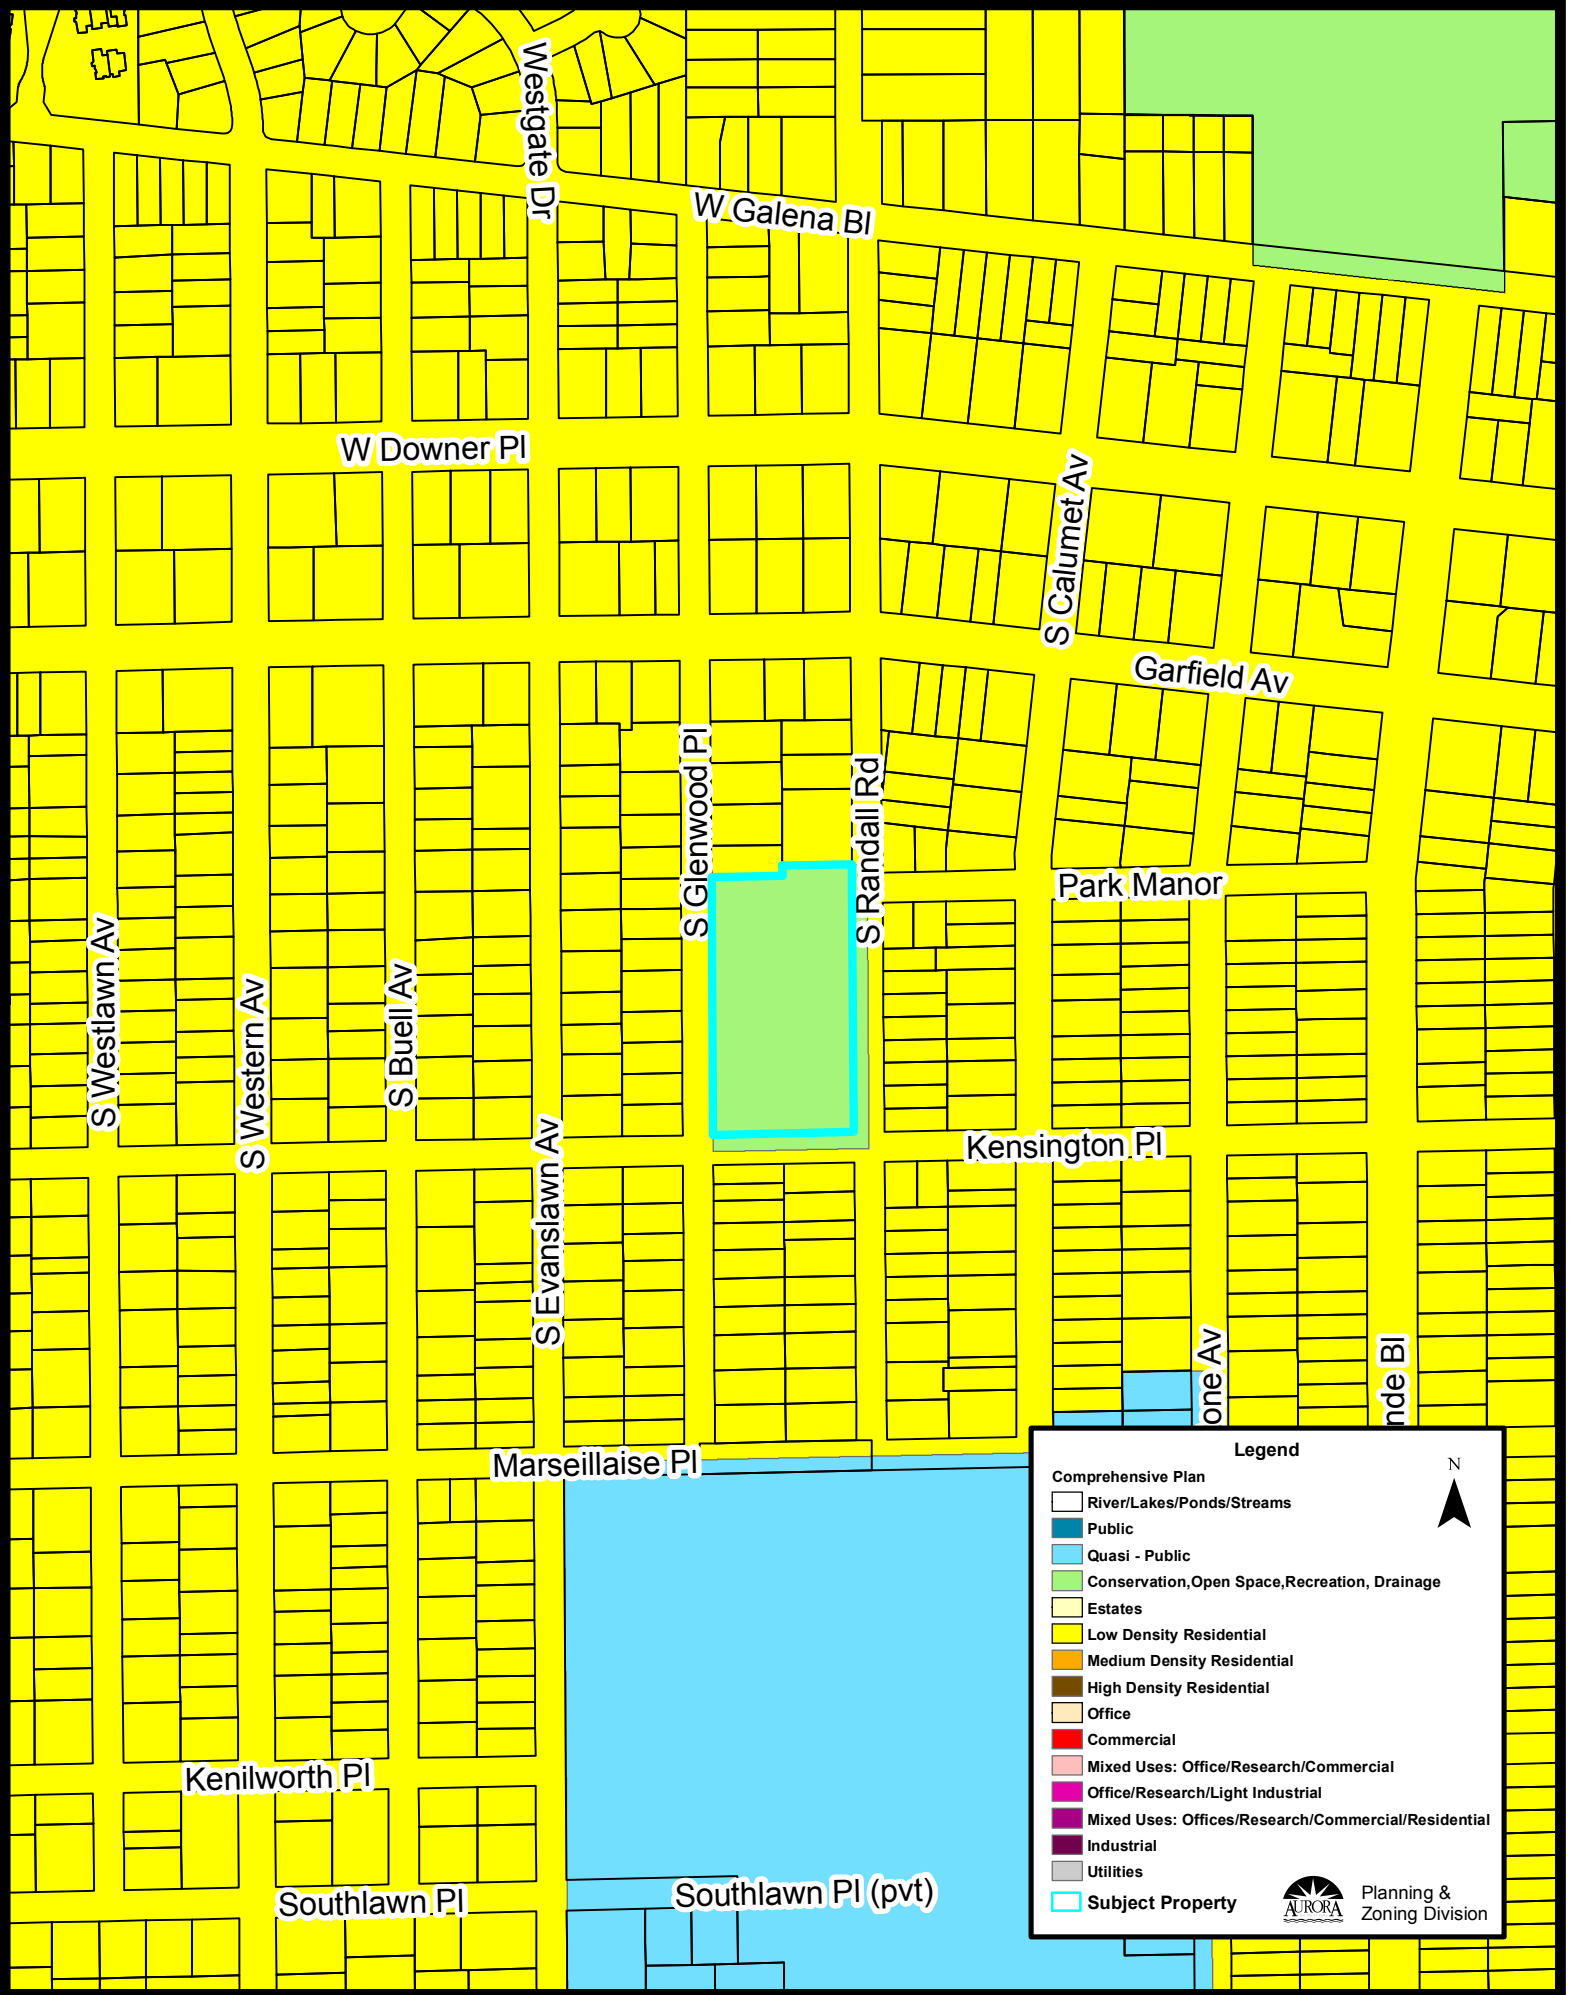 Westgate Dr
W Galena Bl
W Downer Pl
S Calumet Av
Garfield Av
S Glenwood Pl
S Randall Rd
Park Manor
S Westlawn Av
S Western Av
S Buell Av
S Evanslawn Av
Kensington Pl
one Av
nde Bl
Marseillaise Pl
Kenilworth Pl
Southlawn Pl
Southlawn Pl (pvt)
Legend
N
Comprehensive Plan
River/Lakes/Ponds/Streams
Public
Quasi - Public
Conservation,Open Space,Recreation, Drainage
Estates
Low Density Residential
Medium Density Residential
High Density Residential
Office
Commercial
Mixed Uses: Office/Research/Commercial
Office/Research/Light Industrial
Mixed Uses: Offices/Research/Commercial/Residential
Industrial
Utilities
Subject Property
AURORA
Planning &
Zoning Division